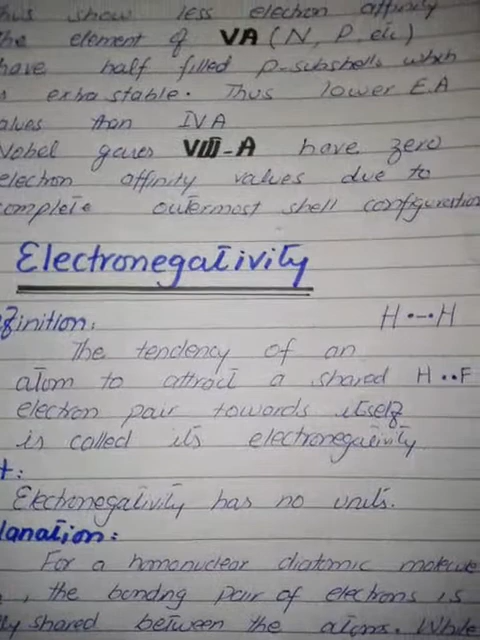 thus show less electron affinity
the element of VA (N, P, etc)
have half filled p-subshells which
extra stable. Thus lower E.A
values than IVA
Nobel gases VIII-A have zero
electron affinity values due to
complete outermost shell configuration
Electronegativity
Definition: H •–• H
The tendency of an
atom to attract a shared H •• F
electron pair towards itself
is called its electronegativity
t:
Electronegativity has no units.
lanation:
For a homonuclear diatomic molecule
, the bonding pair of electrons is
ly shared between the atoms. While